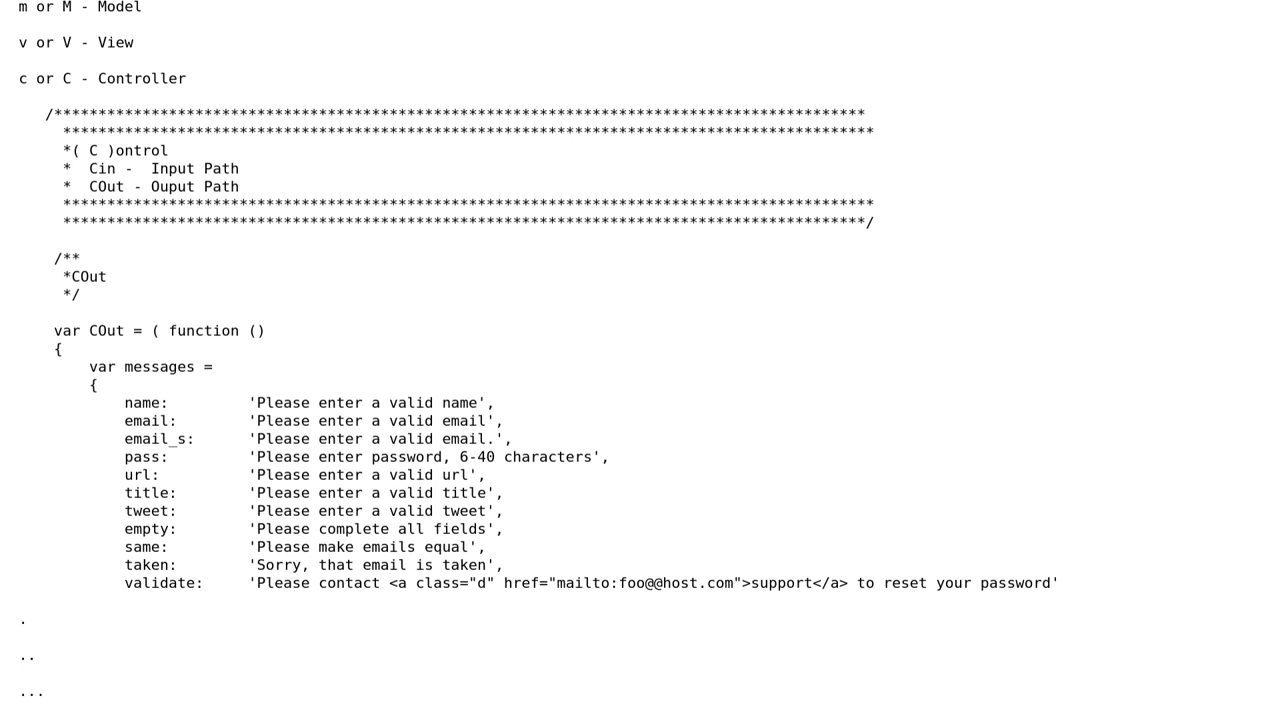 m or M - Model
v or V - View
c or C - Controller
/********************************************************************************************
********************************************************************************************
*( C )ontrol
*  Cin -  Input Path
*  COut - Ouput Path
********************************************************************************************
*******************************************************************************************/
/**
*COut
*/
var COut = ( function ()
{
var messages =
{
name:         'Please enter a valid name',
email:        'Please enter a valid email',
email_s:      'Please enter a valid email.',
pass:         'Please enter password, 6-40 characters',
url:          'Please enter a valid url',
title:        'Please enter a valid title',
tweet:        'Please enter a valid tweet',
empty:        'Please complete all fields',
same:         'Please make emails equal',
taken:        'Sorry, that email is taken',
validate:     'Please contact <a class="d" href="mailto:foo@@host.com">support</a> to reset your password'
.
..
...